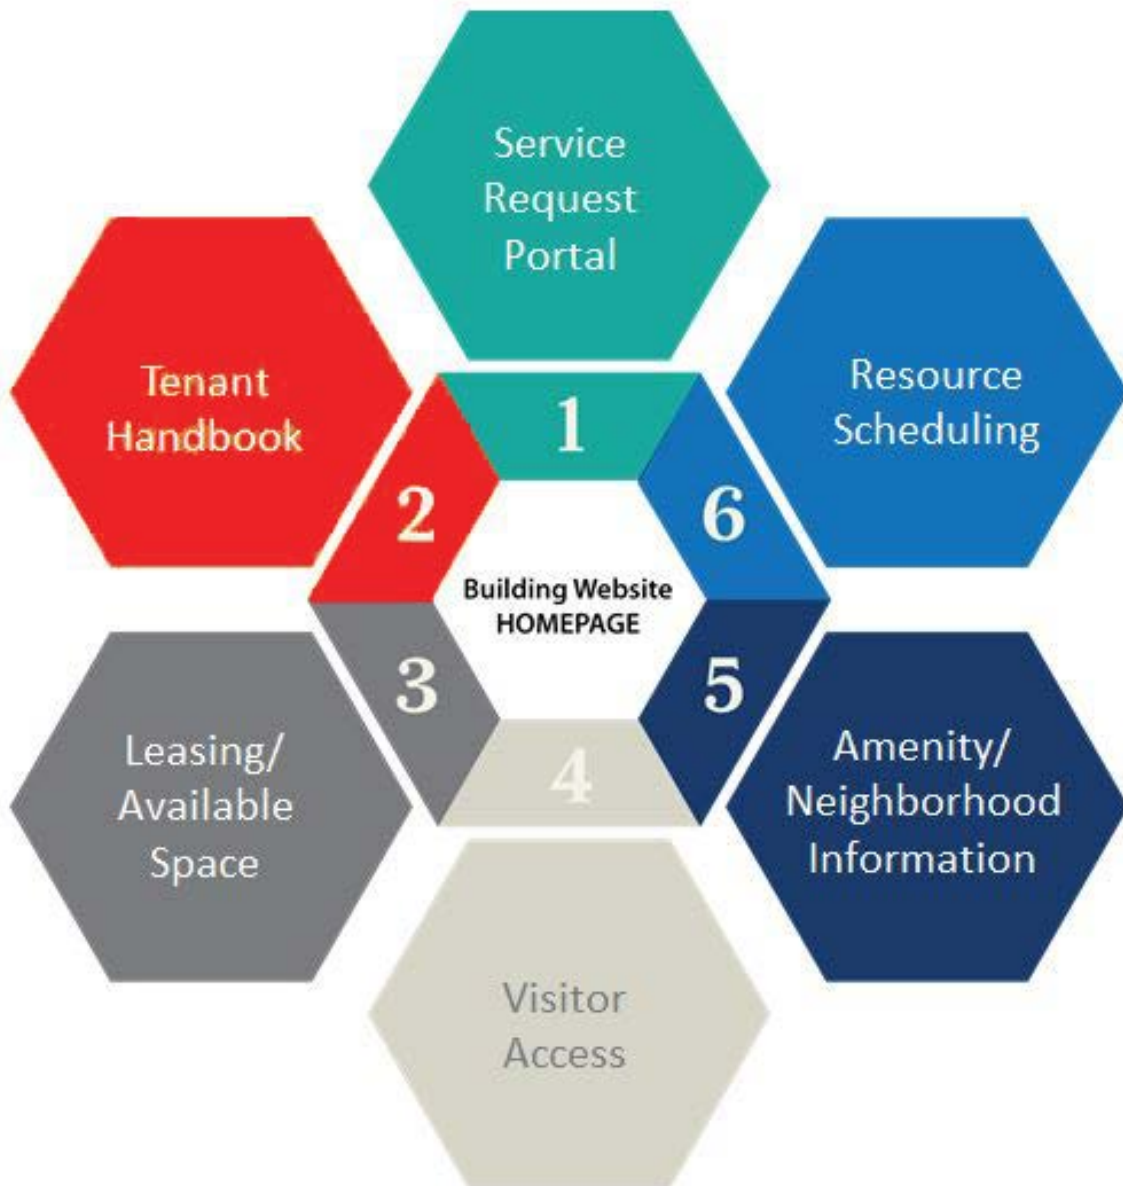 Service
Request
Portal
1
Tenant
Handbook
2
Leasing/
Available
Space
3
Visitor
Access
4
Amenity/
Neighborhood
Information
5
Resource
Scheduling
6
Building Website
HOMEPAGE